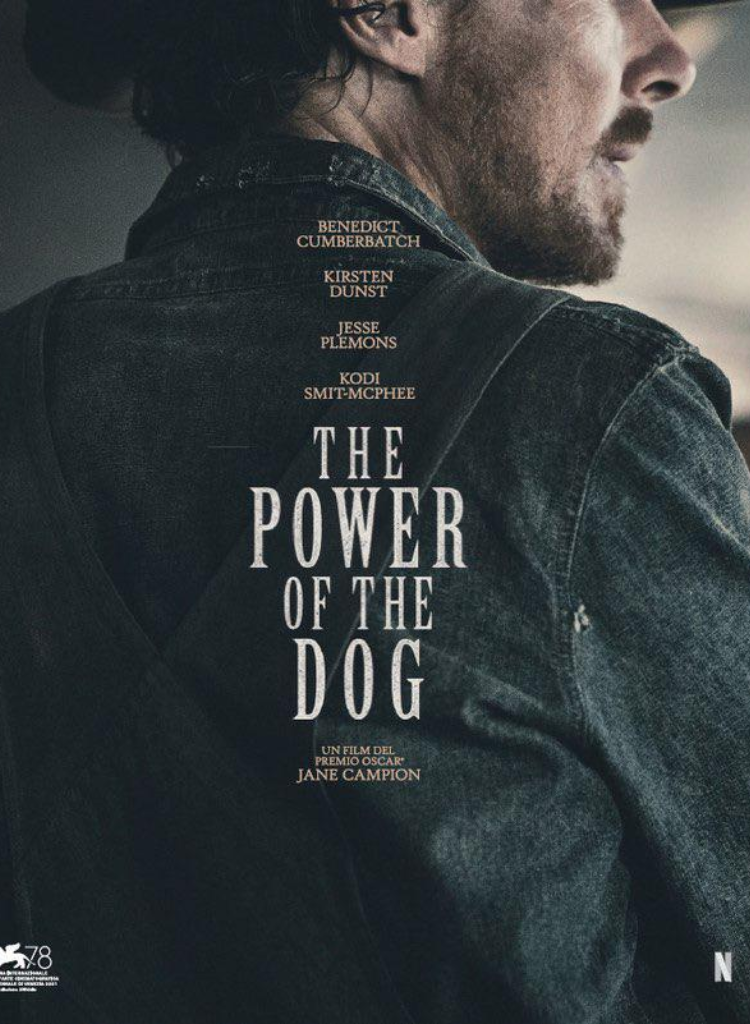 BENEDICT
CUMBERBATCH
KIRSTEN
DUNST
JESSE
PLEMONS
KODI
SMIT-MCPHEE
THE
POWER
OF THE
DOG
UN FILM DEL
PREMIO OSCAR®
JANE CAMPION
78
N